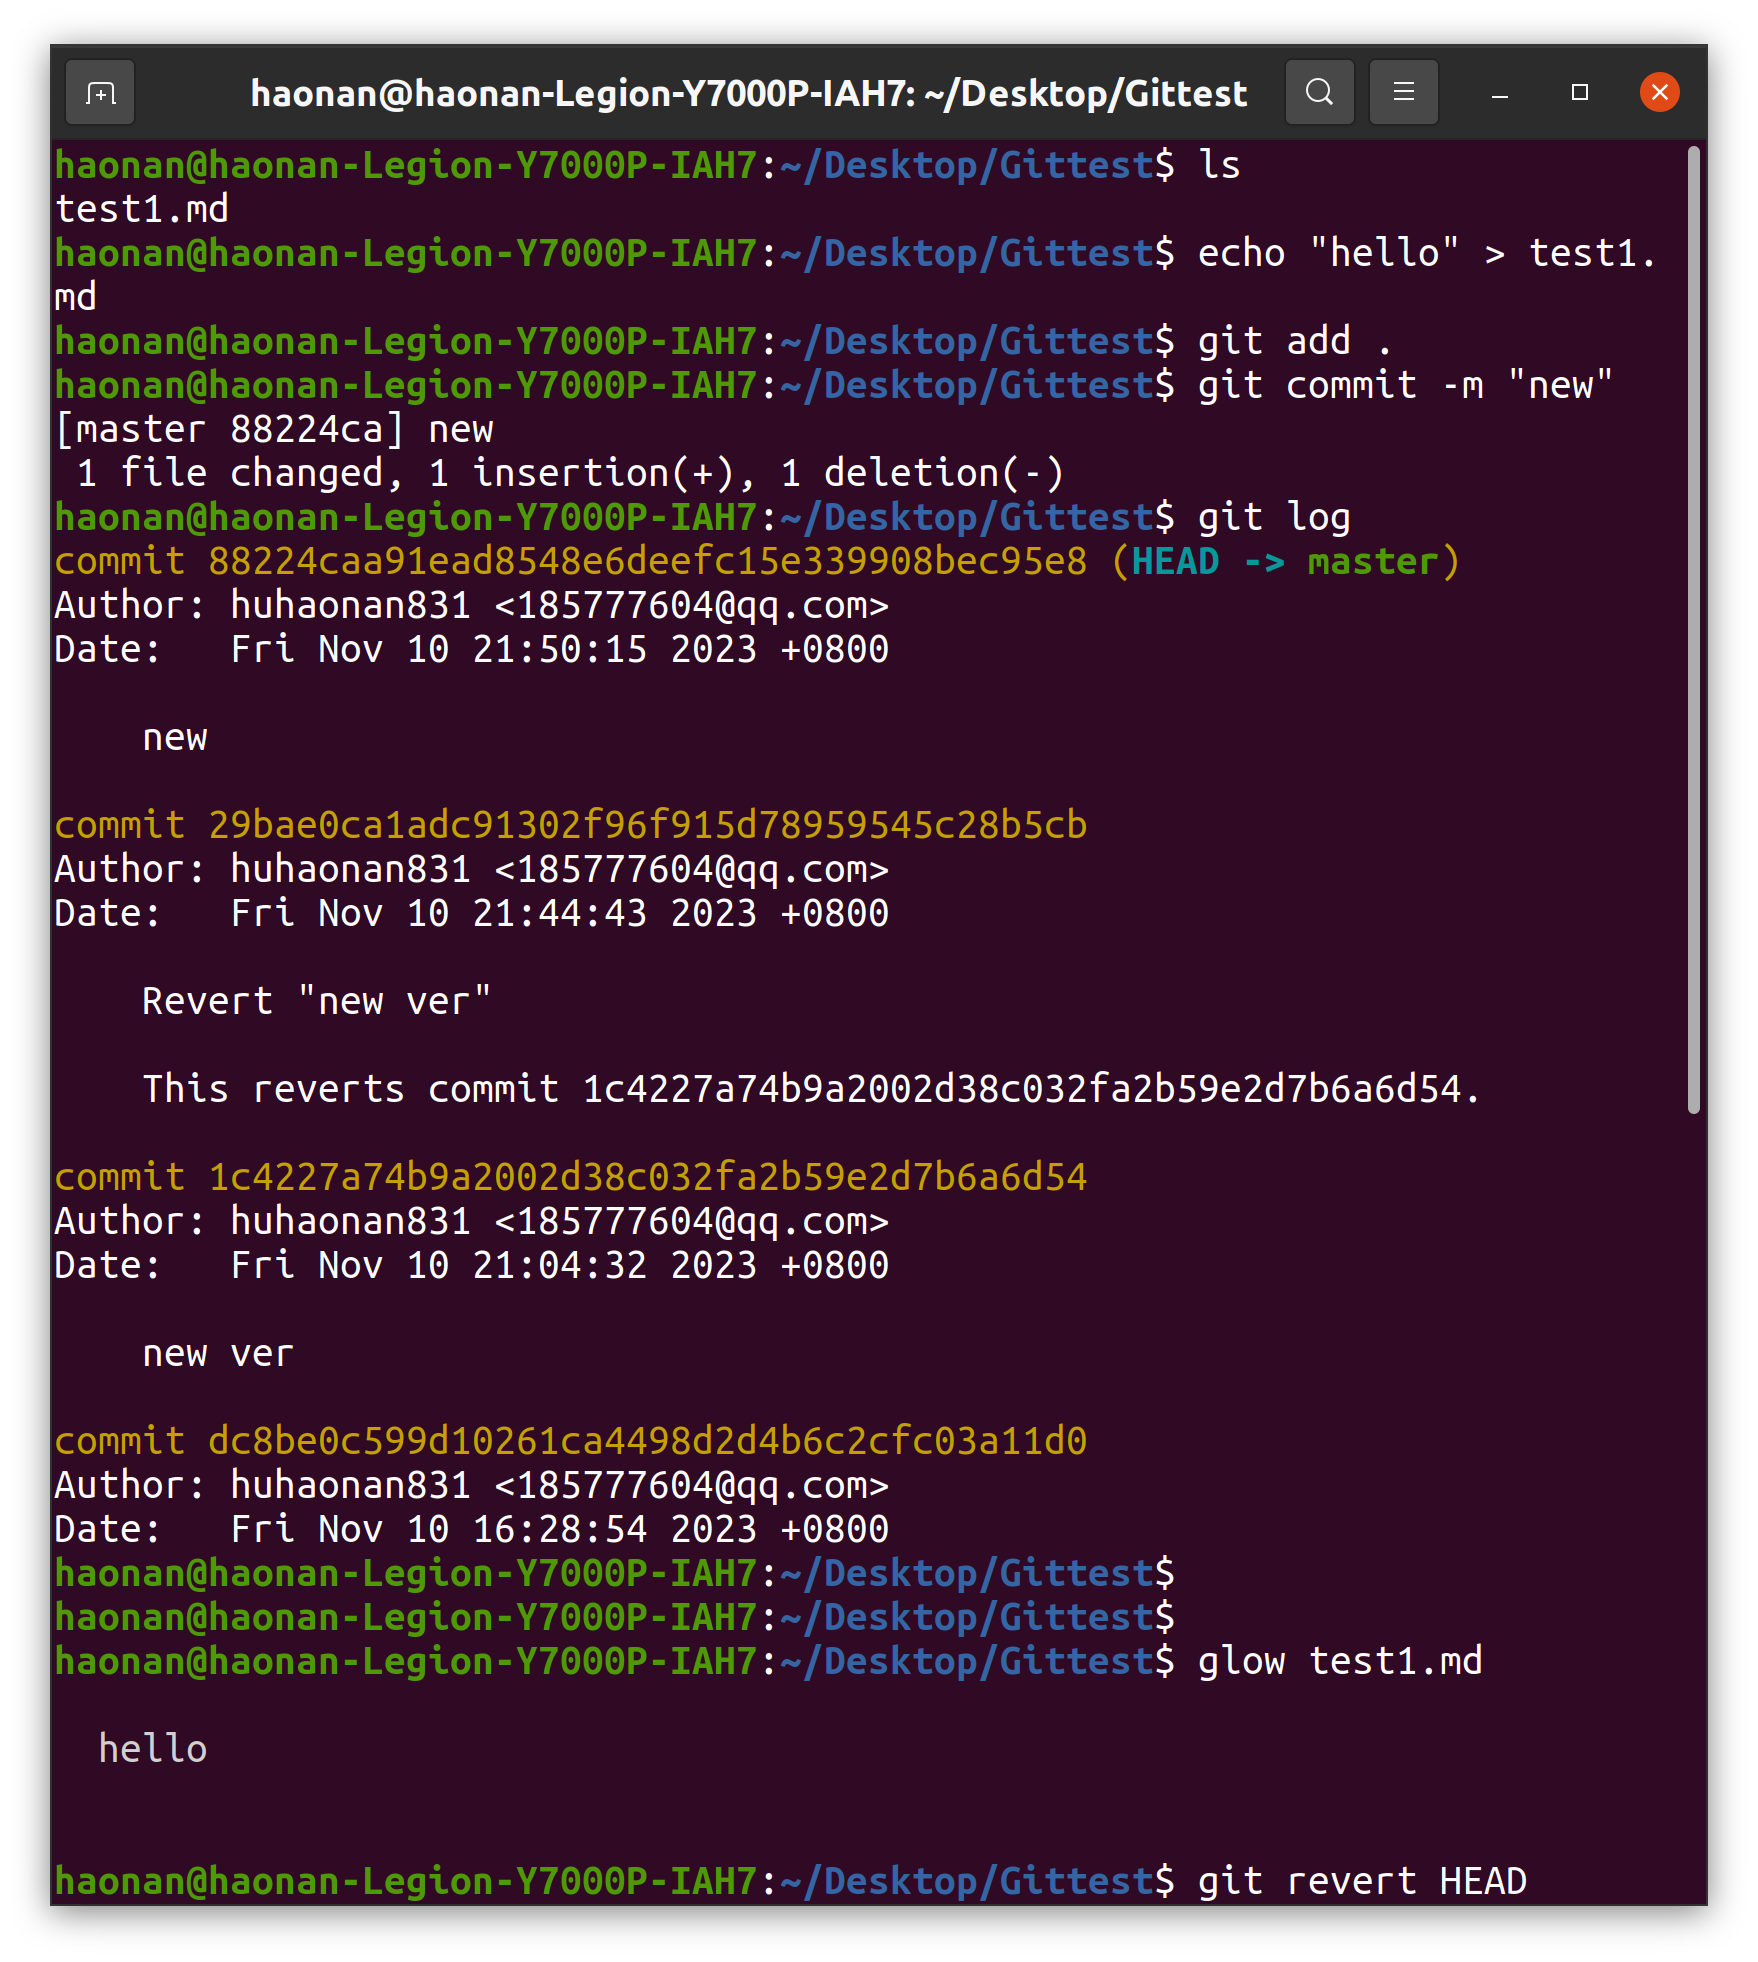 haonan@haonan-Legion-Y7000P-IAH7: ~/Desktop/Gittest
haonan@haonan-Legion-Y7000P-IAH7:~/Desktop/Gittest$ ls
test1.md
haonan@haonan-Legion-Y7000P-IAH7:~/Desktop/Gittest$ echo "hello" > test1.
md
haonan@haonan-Legion-Y7000P-IAH7:~/Desktop/Gittest$ git add .
haonan@haonan-Legion-Y7000P-IAH7:~/Desktop/Gittest$ git commit -m "new"
[master 88224ca] new
 1 file changed, 1 insertion(+), 1 deletion(-)
haonan@haonan-Legion-Y7000P-IAH7:~/Desktop/Gittest$ git log
commit 88224caa91ead8548e6deefc15e339908bec95e8 (HEAD -> master)
Author: huhaonan831 <185777604@qq.com>
Date:   Fri Nov 10 21:50:15 2023 +0800
    new
commit 29bae0ca1adc91302f96f915d78959545c28b5cb
Author: huhaonan831 <185777604@qq.com>
Date:   Fri Nov 10 21:44:43 2023 +0800
    Revert "new ver"
    This reverts commit 1c4227a74b9a2002d38c032fa2b59e2d7b6a6d54.
commit 1c4227a74b9a2002d38c032fa2b59e2d7b6a6d54
Author: huhaonan831 <185777604@qq.com>
Date:   Fri Nov 10 21:04:32 2023 +0800
    new ver
commit dc8be0c599d10261ca4498d2d4b6c2cfc03a11d0
Author: huhaonan831 <185777604@qq.com>
Date:   Fri Nov 10 16:28:54 2023 +0800
haonan@haonan-Legion-Y7000P-IAH7:~/Desktop/Gittest$
haonan@haonan-Legion-Y7000P-IAH7:~/Desktop/Gittest$
haonan@haonan-Legion-Y7000P-IAH7:~/Desktop/Gittest$ glow test1.md
  hello
haonan@haonan-Legion-Y7000P-IAH7:~/Desktop/Gittest$ git revert HEAD